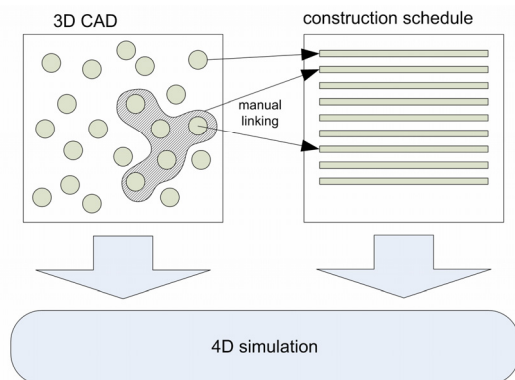 3D CAD
construction schedule
manual
linking
4D simulation